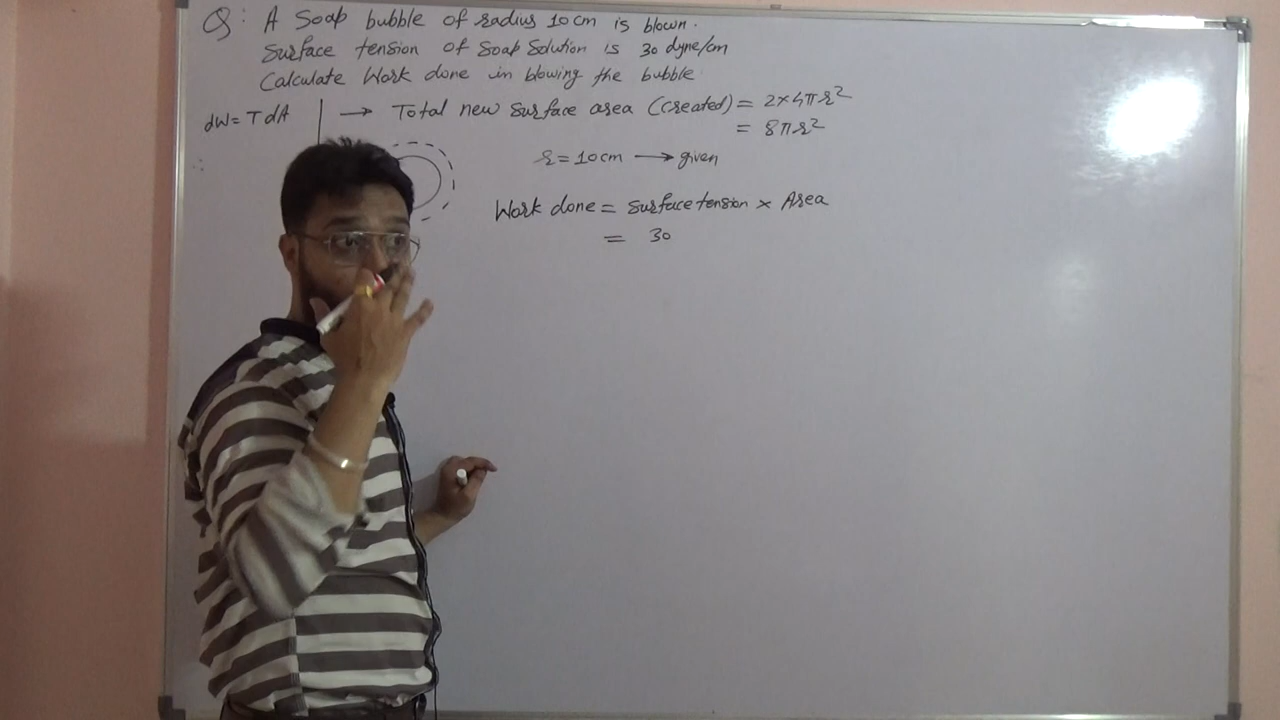 Q: A Soap bubble of radius 10 cm is blown.
Surface tension of Soap Solution is 30 dyne/cm
Calculate Work done in blowing the bubble.
dW = T dA | → Total new surface area (created) = 2×4πr²
= 8πr²
∴
r = 10 cm → given
Work done = Surface tension × Area
= 30